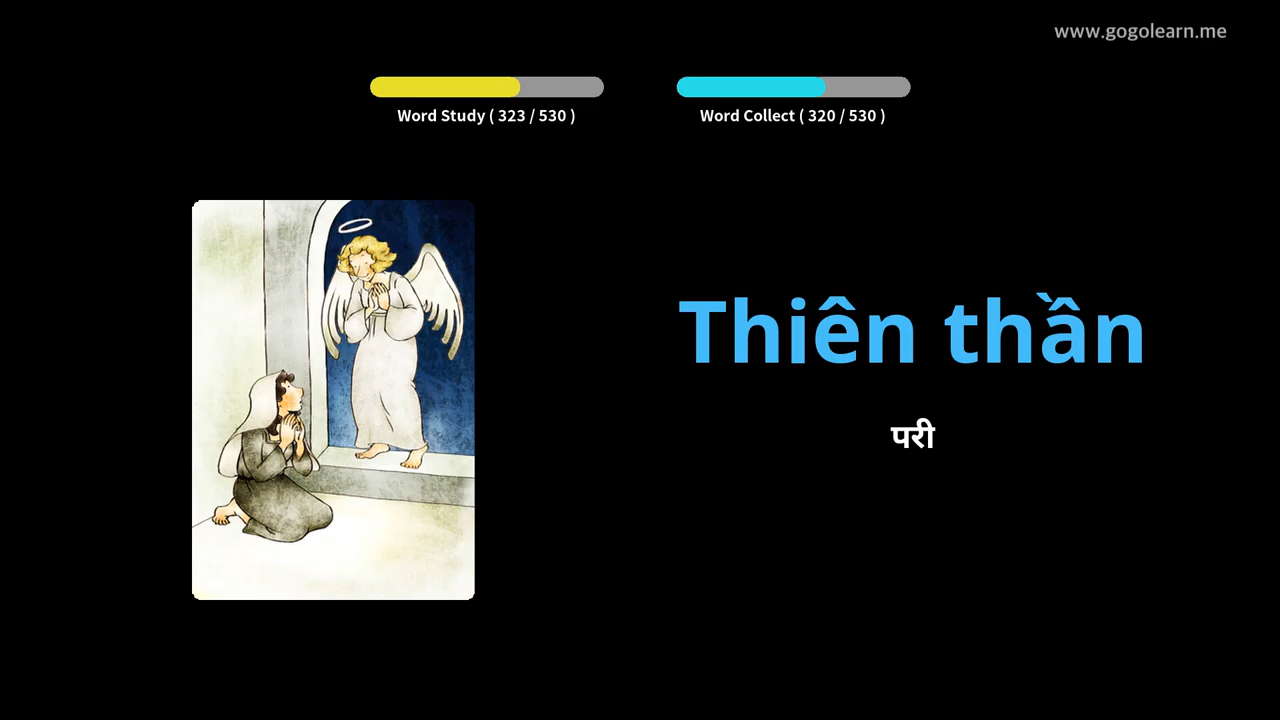 www.gogolearn.me
Word Study ( 323 / 530 )
Word Collect ( 320 / 530 )
Thiên thần
परी